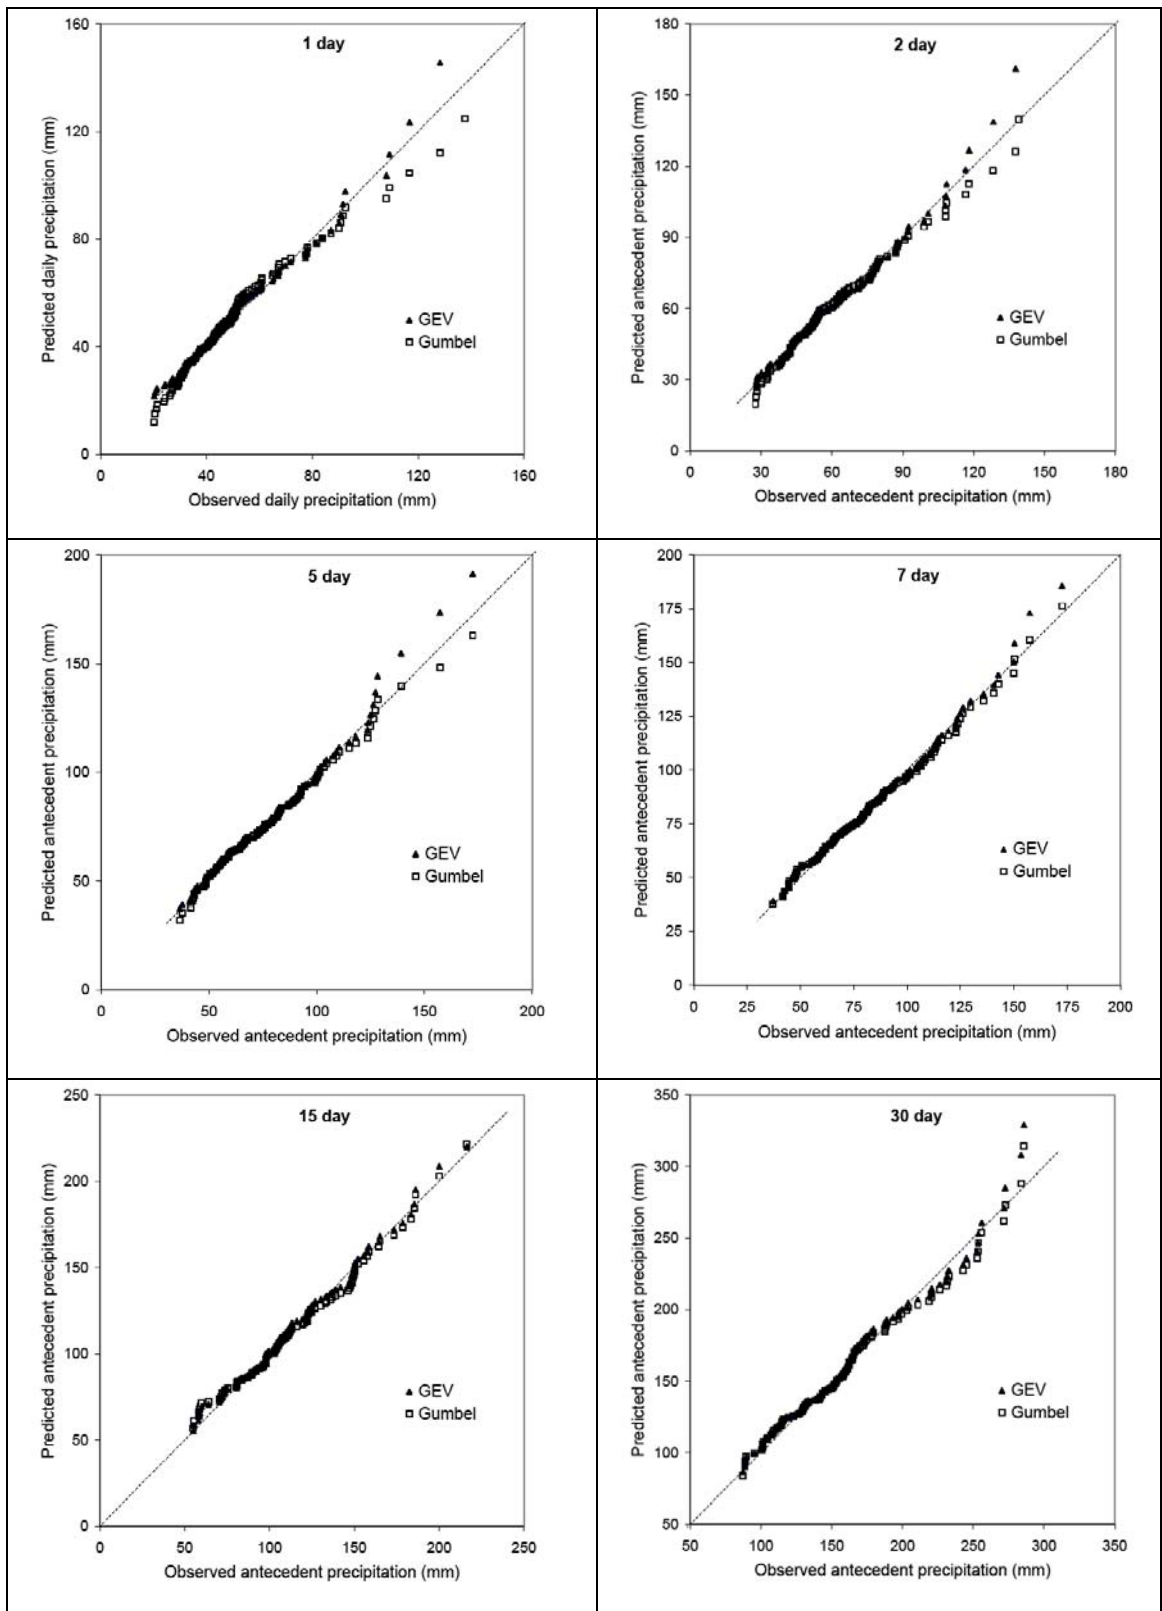 1 day
Predicted daily precipitation (mm)
160
120
80
40
0
GEV
Gumbel
0 40 80 120 160
Observed daily precipitation (mm)
2 day
Predicted antecedent precipitation (mm)
180
150
120
90
60
30
0
GEV
Gumbel
0 30 60 90 120 150 180
Observed antecedent precipitation (mm)
5 day
Predicted antecedent precipitation (mm)
200
150
100
50
0
GEV
Gumbel
0 50 100 150 200
Observed antecedent precipitation (mm)
7 day
Predicted antecedent precipitation (mm)
200
175
150
125
100
75
50
25
0
GEV
Gumbel
0 25 50 75 100 125 150 175 200
Observed antecedent precipitation (mm)
15 day
Predicted antecedent precipitation (mm)
250
200
150
100
50
0
GEV
Gumbel
0 50 100 150 200 250
Observed antecedent precipitation (mm)
30 day
Predicted antecedent precipitation (mm)
350
300
250
200
150
100
50
GEV
Gumbel
50 100 150 200 250 300 350
Observed antecedent precipitation (mm)